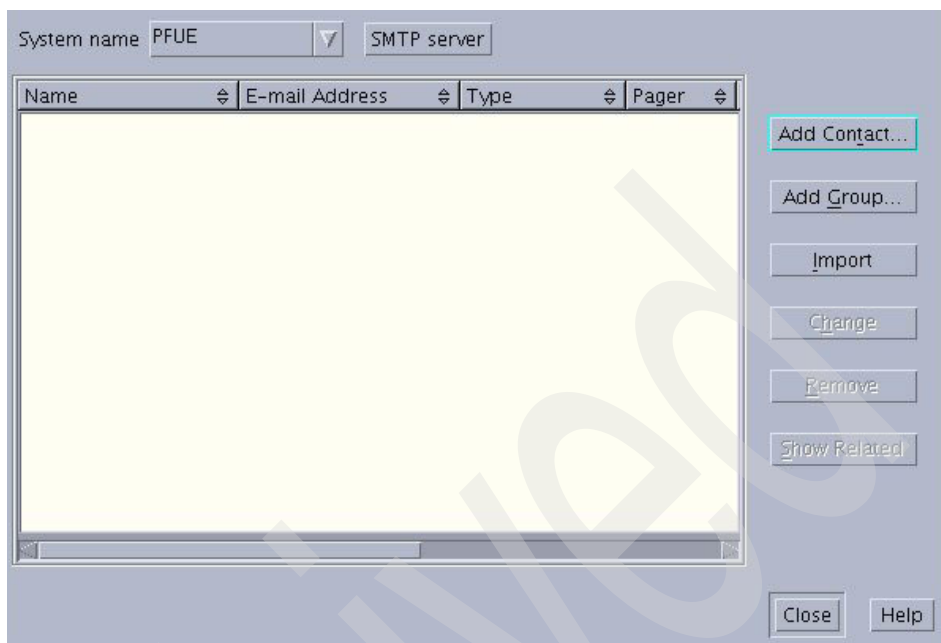 System name PFUE SMTP server
Name E-mail Address Type Pager
Add Contact...
Add Group...
Import
Change
Remove
Show Related
Close Help